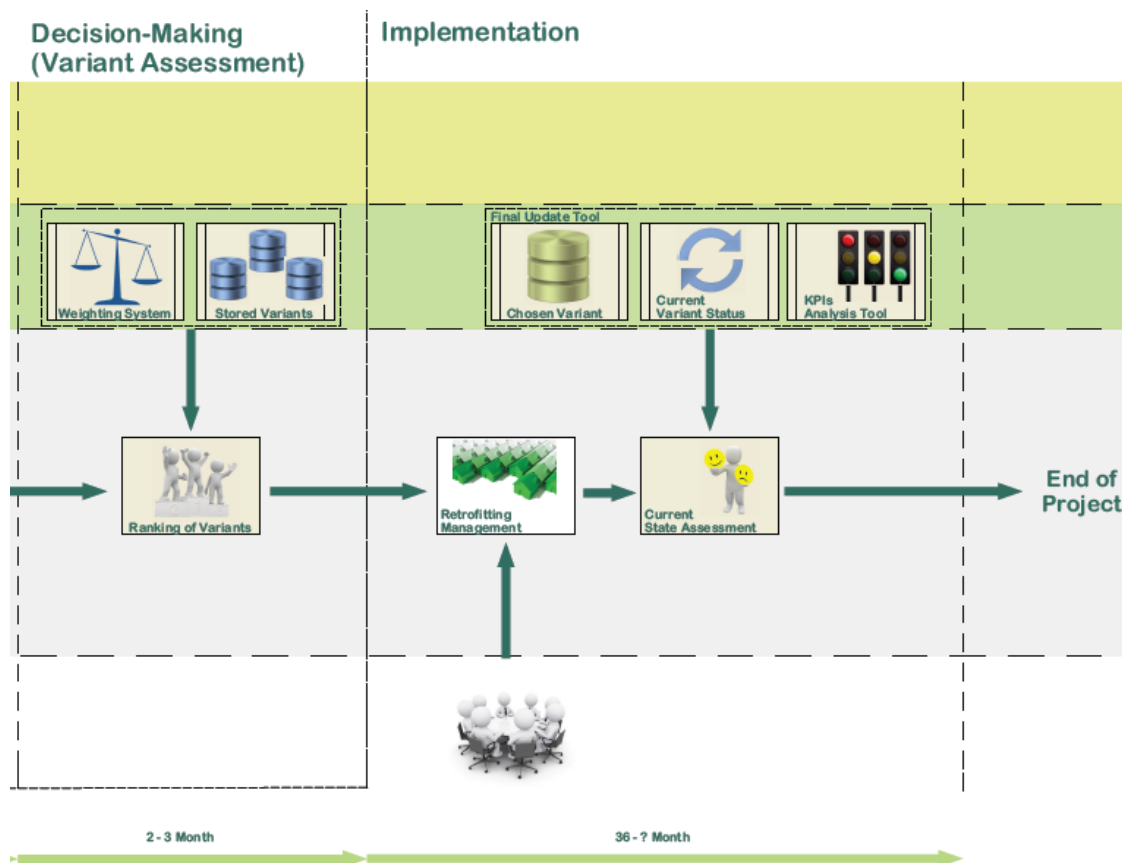 Decision-Making
(Variant Assessment)
Implementation
Final Update Tool
Weighting System
Stored Variants
Chosen Variant
Current
Variant Status
KPIs
Analysis Tool
Ranking of Variants
Retrofitting
Management
Current
State Assessment
End of
Project
2 - 3 Month
36 - ? Month